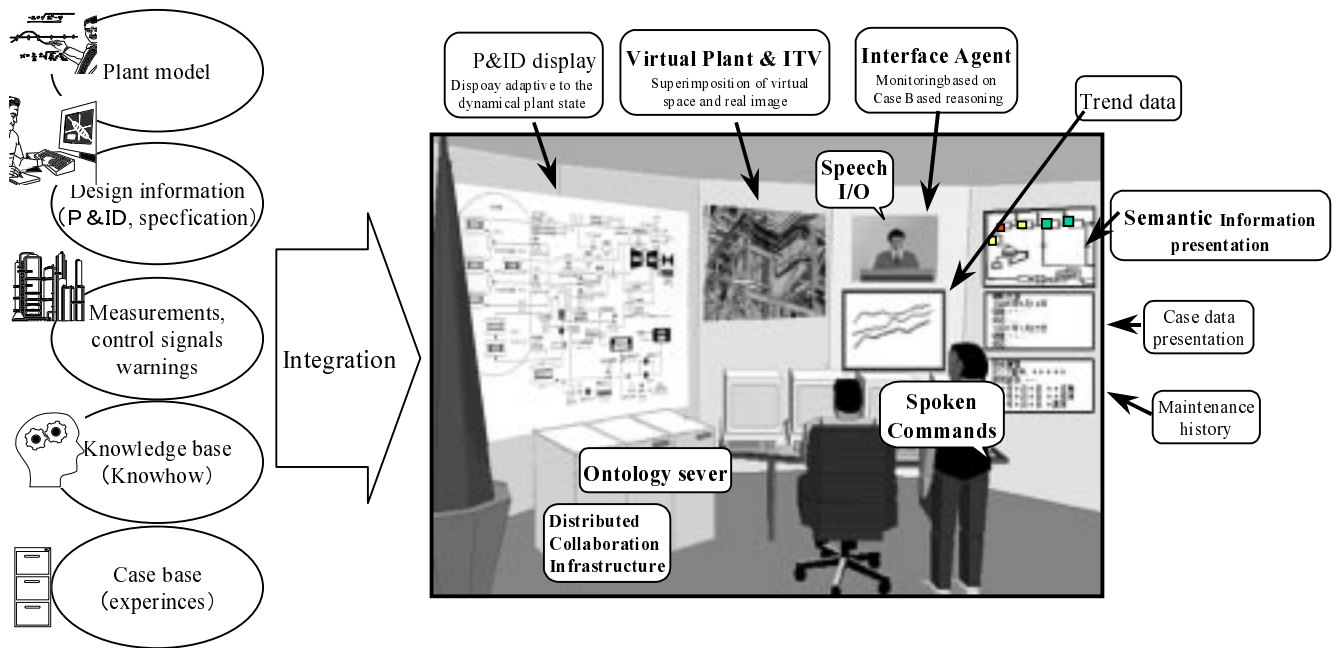 Plant model
Design information
(P&ID, specfication)
Measurements,
control signals
warnings
Knowledge base
(Knowhow)
Case base
(experinces)
Integration
P&ID display
Dispoay adaptive to the
dynamical plant state
Virtual Plant & ITV
Superimposition of virtual
space and real image
Interface Agent
Monitoringbased on
Case Based reasoning
Trend data
Speech
I/O
Semantic Information
presentation
Case data
presentation
Maintenance
history
Spoken
Commands
Ontology sever
Distributed
Collaboration
Infrastructure